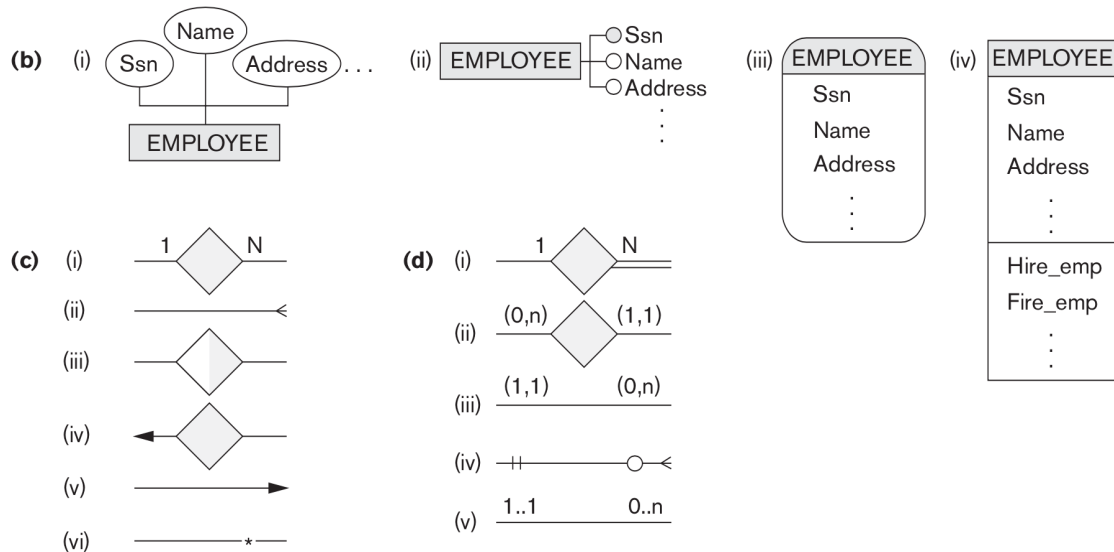 (b) (i) Ssn Name Address . . .
EMPLOYEE
(ii) EMPLOYEE Ssn
Name
Address
(iii) EMPLOYEE
Ssn
Name
Address
(iv) EMPLOYEE
Ssn
Name
Address
Hire_emp
Fire_emp
(c) (i) 1 N
(ii)
(iii)
(iv)
(v)
(vi) *
(d) (i) 1 N
(ii) (0,n) (1,1)
(iii) (1,1) (0,n)
(iv)
(v) 1..1 0..n